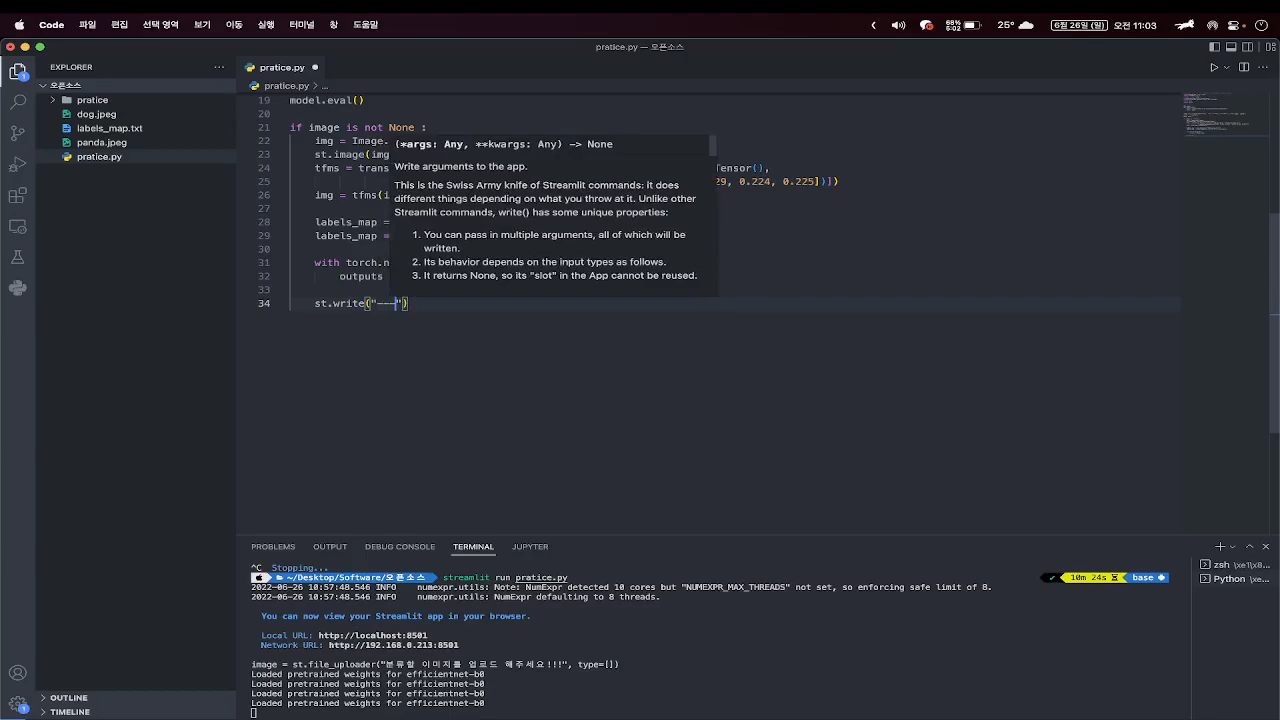 Code 파일 편집 선택 영역 보기 이동 실행 터미널 창 도움말 68% 5:02 25° 6월 26일 (일) 오전 11:03
pratice.py — 오픈소스
EXPLORER
오픈소스
pratice
dog.jpeg
labels_map.txt
panda.jpeg
pratice.py
OUTLINE
TIMELINE
pratice.py
pratice.py > ...
19 model.eval()
20
21 if image is not None :
22 img = Image.
23 st.image(img
24 tfms = trans Tensor(),
25 29, 0.224, 0.225])])
26 img = tfms(i
27
28 labels_map =
29 labels_map =
30
31 with torch.n
32 outputs
33
34 st.write("---")
(*args: Any, **kwargs: Any) -> None
Write arguments to the app.
This is the Swiss Army knife of Streamlit commands: it does
different things depending on what you throw at it. Unlike other
Streamlit commands, write() has some unique properties:
1. You can pass in multiple arguments, all of which will be
written.
2. Its behavior depends on the input types as follows.
3. It returns None, so its "slot" in the App cannot be reused.
PROBLEMS OUTPUT DEBUG CONSOLE TERMINAL JUPYTER
^C Stopping...
~/Desktop/Software/오픈소스 streamlit run pratice.py 10m 24s base
2022-06-26 10:57:48.546 INFO numexpr.utils: Note: NumExpr detected 10 cores but "NUMEXPR_MAX_THREADS" not set, so enforcing safe limit of 8.
2022-06-26 10:57:48.546 INFO numexpr.utils: NumExpr defaulting to 8 threads.
You can now view your Streamlit app in your browser.
Local URL: http://localhost:8501
Network URL: http://192.168.0.213:8501
image = st.file_uploader("분류할 이미지를 업로드 해주세요!!!", type=[])
Loaded pretrained weights for efficientnet-b0
Loaded pretrained weights for efficientnet-b0
Loaded pretrained weights for efficientnet-b0
Loaded pretrained weights for efficientnet-b0
zsh
Python